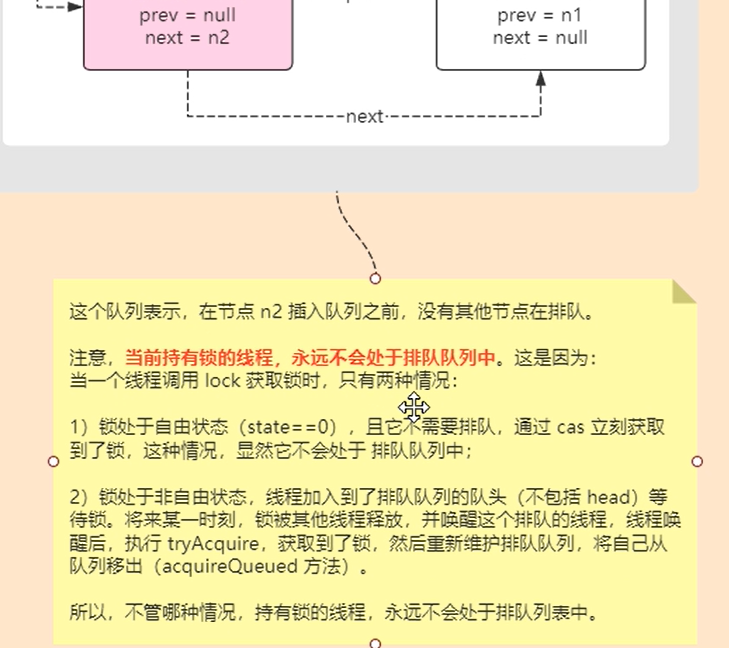 prev = null
next = n2
prev = n1
next = null
next
这个队列表示，在节点 n2 插入队列之前，没有其他节点在排队。
注意，当前持有锁的线程，永远不会处于排队队列中。这是因为：
当一个线程调用 lock 获取锁时，只有两种情况：
1）锁处于自由状态（state==0），且它不需要排队，通过 cas 立刻获取
到了锁，这种情况，显然它不会处于 排队队列中；
2）锁处于非自由状态，线程加入到了排队队列的队头（不包括 head）等
待锁。将来某一时刻，锁被其他线程释放，并唤醒这个排队的线程，线程唤
醒后，执行 tryAcquire，获取到了锁，然后重新维护排队队列，将自己从
队列移出（acquireQueued 方法）。
所以，不管哪种情况，持有锁的线程，永远不会处于排队列表中。